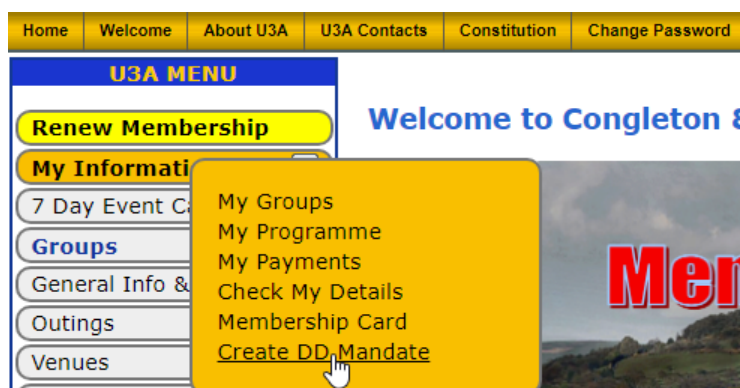 Home Welcome About U3A U3A Contacts Constitution Change Password
U3A MENU
Renew Membership
Welcome to Congleton
My
7 Day Event
Groups
General Info &
Outings
Venues
My Groups
My Programme
My Payments
Check My Details
Membership Card
Create DD Mandate